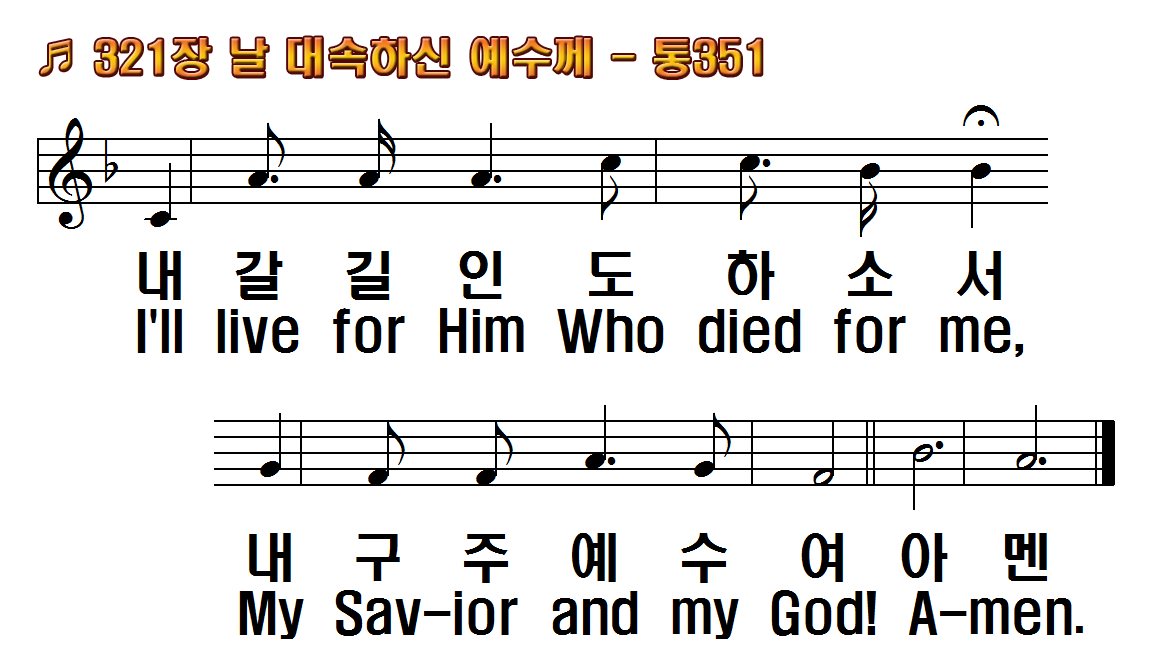 ♬ 321장 날 대속하신 예수께 - 통351
내 갈 길 인 도 하 소 서
I'll live for Him Who died for me,
내 구 주 예 수 여 아 멘
My Sav-ior and my God! A-men.